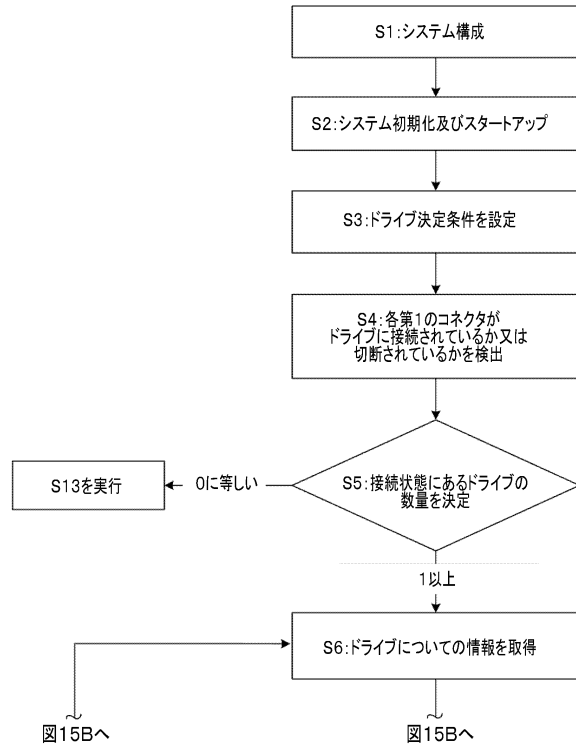 S1:システム構成
S2:システム初期化及びスタートアップ
S3:ドライブ決定条件を設定
S4:各第1のコネクタが
ドライブに接続されているか又は
切断されているかを検出
S5:接続状態にあるドライブの
数量を決定
0に等しい
S13を実行
1以上
S6:ドライブについての情報を取得
図15Bへ
図15Bへ